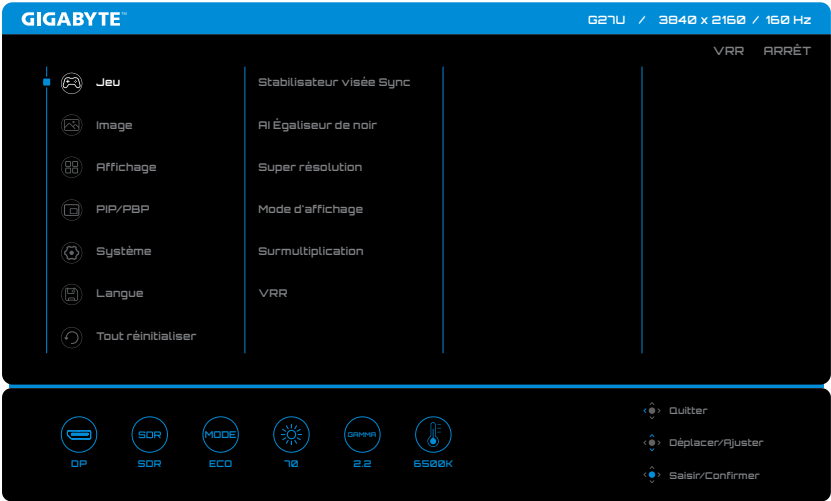 GIGABYTE™
G27U / 3840 x 2160 / 160 Hz
VRR ARRÊT
Jeu
Stabilisateur visée Sync
Image
AI Égaliseur de noir
Affichage
Super résolution
PIP/PBP
Mode d'affichage
Système
Surmultiplication
Langue
VRR
Tout réinitialiser
SDR
MODE
GAMMA
DP
SDR
ECO
70
2.2
6500K
Quitter
Déplacer/Ajuster
Saisir/Confirmer